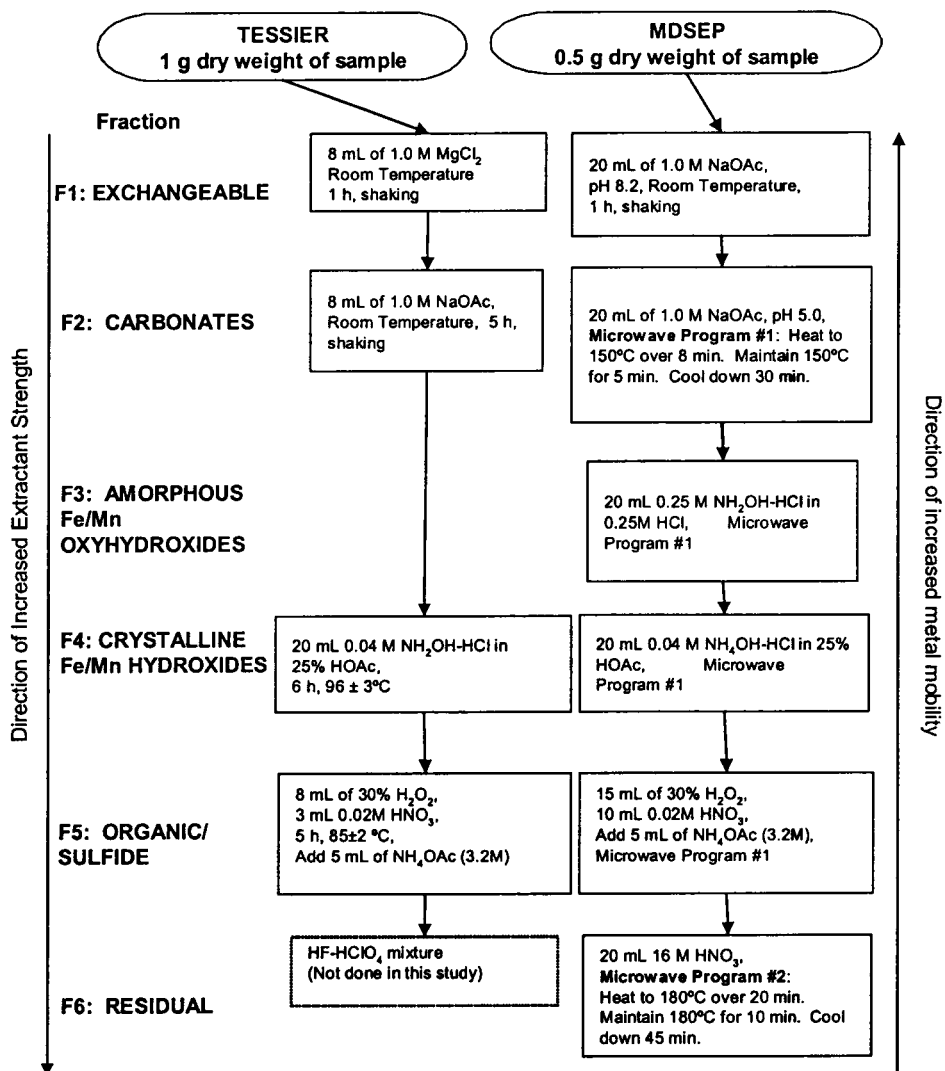 TESSIER
1 g dry weight of sample
MDSEP
0.5 g dry weight of sample
Fraction
F1: EXCHANGEABLE
8 mL of 1.0 M MgCl₂
Room Temperature
1 h, shaking
20 mL of 1.0 M NaOAc,
pH 8.2, Room Temperature,
1 h, shaking
F2: CARBONATES
8 mL of 1.0 M NaOAc,
Room Temperature, 5 h,
shaking
20 mL of 1.0 M NaOAc, pH 5.0,
Microwave Program #1: Heat to
150ºC over 8 min. Maintain 150ºC
for 5 min. Cool down 30 min.
F3: AMORPHOUS
Fe/Mn
OXYHYDROXIDES
20 mL 0.25 M NH₂OH-HCl in
0.25M HCl, Microwave
Program #1
F4: CRYSTALLINE
Fe/Mn HYDROXIDES
20 mL 0.04 M NH₂OH-HCl in
25% HOAc,
6 h, 96 ± 3ºC
20 mL 0.04 M NH₄OH-HCl in 25%
HOAc, Microwave
Program #1
F5: ORGANIC/
SULFIDE
8 mL of 30% H₂O₂,
3 mL 0.02M HNO₃,
5 h, 85±2 ºC,
Add 5 mL of NH₄OAc (3.2M)
15 mL of 30% H₂O₂,
10 mL 0.02M HNO₃,
Add 5 mL of NH₄OAc (3.2M),
Microwave Program #1
F6: RESIDUAL
HF-HClO₄ mixture
(Not done in this study)
20 mL 16 M HNO₃,
Microwave Program #2:
Heat to 180ºC over 20 min.
Maintain 180ºC for 10 min. Cool
down 45 min.
Direction of Increased Extractant Strength
Direction of increased metal mobility